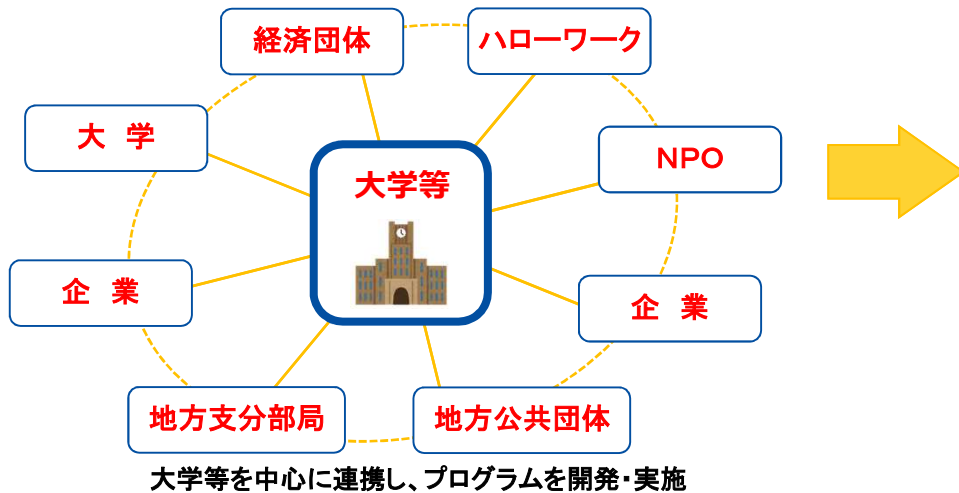 経済団体
ハローワーク
大　学
NPO
大学等
企　業
企　業
地方支分部局
地方公共団体
大学等を中心に連携し、プログラムを開発・実施